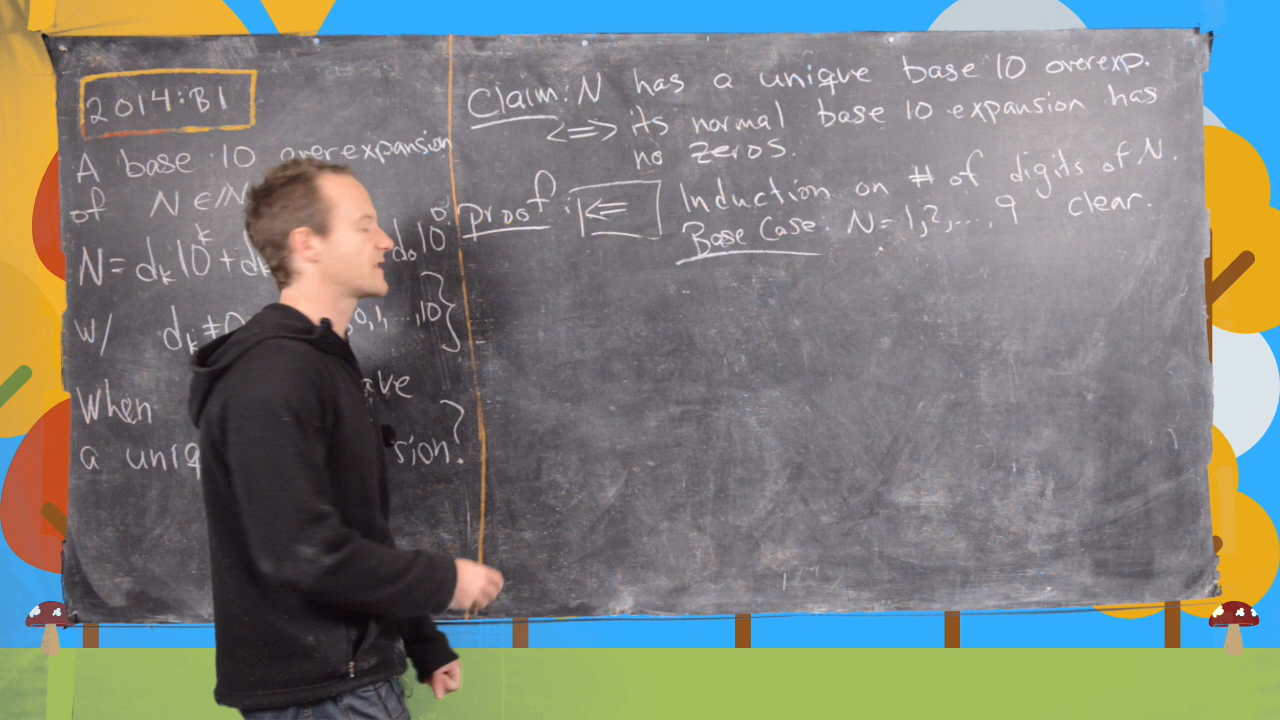 2014:B1
A base 10 overexpansion
of N ∈ N
N = d_k 10^k + d_k d_0 10^0
w/ d_k ≠ 0 0, 1, ..., 10}
When ave
a uniq sion?
Claim: N has a unique base 10 overexp.
<=> its normal base 10 expansion has
no zeros.
Proof: <= Induction on # of digits of N.
Base Case: N = 1, 2, ..., 9 clear.